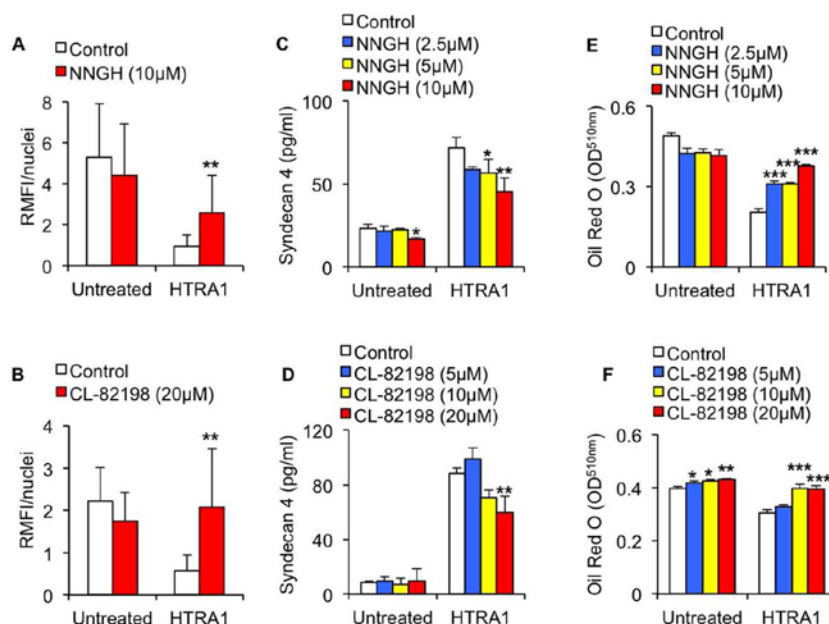 A
Control
NNGH (10µM)
RMFI/nuclei
8
6
4
2
0
**
Untreated HTRA1
C
Control
NNGH (2.5µM)
NNGH (5µM)
NNGH (10µM)
Syndecan 4 (pg/ml)
100
50
0
*
*
**
Untreated HTRA1
E
Control
NNGH (2.5µM)
NNGH (5µM)
NNGH (10µM)
Oil Red O (OD510nm)
0.6
0.3
0
***
***
***
Untreated HTRA1
B
Control
CL-82198 (20µM)
RMFI/nuclei
4
3
2
1
0
**
Untreated HTRA1
D
Control
CL-82198 (5µM)
CL-82198 (10µM)
CL-82198 (20µM)
Syndecan 4 (pg/ml)
120
80
40
0
**
Untreated HTRA1
F
Control
CL-82198 (5µM)
CL-82198 (10µM)
CL-82198 (20µM)
Oil Red O (OD510nm)
0.6
0.4
0.2
0
* * **
***
***
Untreated HTRA1